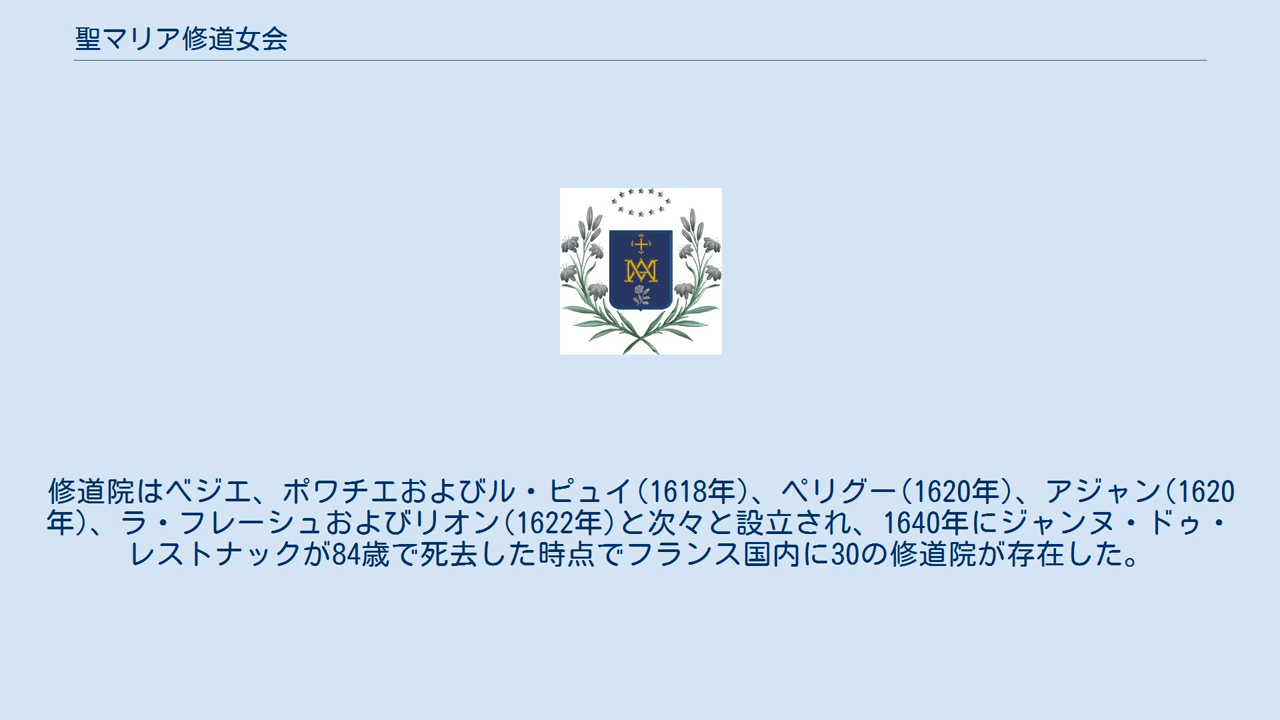 聖マリア修道女会
修道院はベジエ、ポワチエおよびル・ピュイ(1618年)、ペリグー(1620年)、アジャン(1620
年)、ラ・フレーシュおよびリオン(1622年)と次々と設立され、1640年にジャンヌ・ドゥ・
レストナックが84歳で死去した時点でフランス国内に30の修道院が存在した。